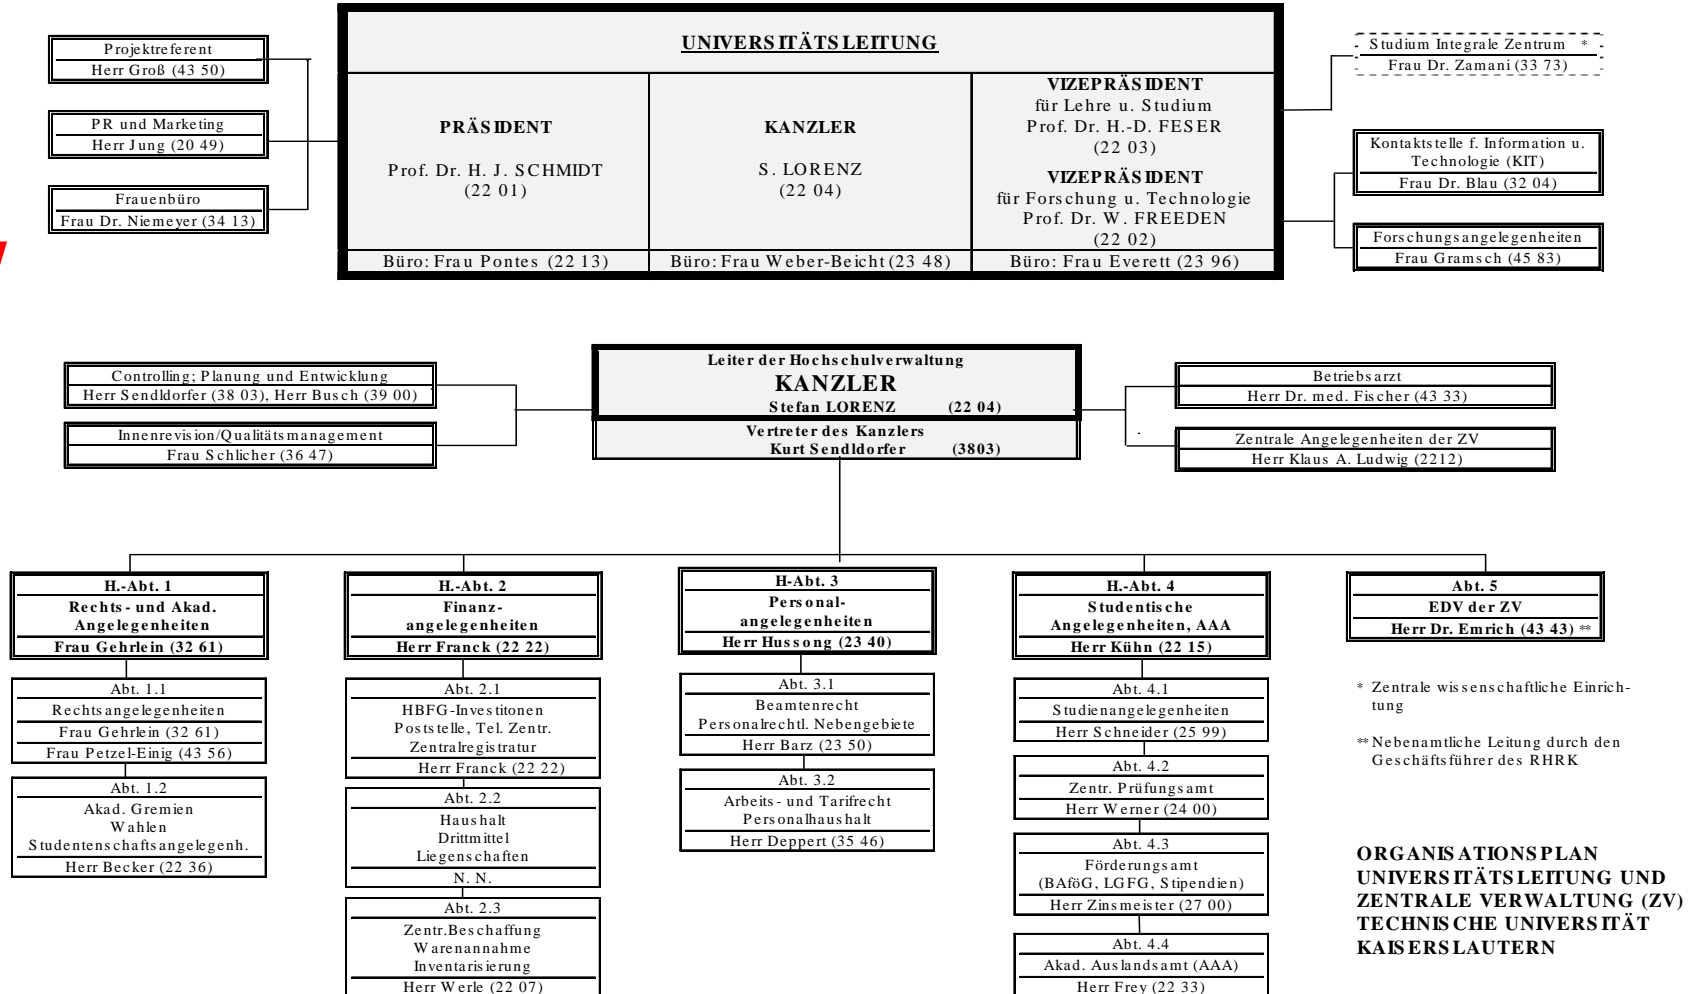 Projektreferent
Herr Groß (43 50)
PR und Marketing
Herr Jung (20 49)
Frauenbüro
Frau Dr. Niemeyer (34 13)
UNIVERSITÄTSLEITUNG
PRÄSIDENT
Prof. Dr. H. J. SCHMIDT
(22 01)
Büro: Frau Pontes (22 13)
KANZLER
S. LORENZ
(22 04)
Büro: Frau Weber-Beicht (23 48)
VIZEPRÄSIDENT
für Lehre u. Studium
Prof. Dr. H.-D. FESER
(22 03)
VIZEPRÄSIDENT
für Forschung u. Technologie
Prof. Dr. W. FREEDEN
(22 02)
Büro: Frau Everett (23 96)
Studium Integrale Zentrum *
Frau Dr. Zamani (33 73)
Kontaktstelle f. Information u.
Technologie (KIT)
Frau Dr. Blau (32 04)
Forschungsangelegenheiten
Frau Gramsch (45 83)
Controlling; Planung und Entwicklung
Herr Sendldorfer (38 03), Herr Busch (39 00)
Innenrevision/Qualitätsmanagement
Frau Schlicher (36 47)
Leiter der Hochschulverwaltung
KANZLER
Stefan LORENZ (22 04)
Vertreter des Kanzlers
Kurt Sendldorfer (3803)
Betriebsarzt
Herr Dr. med. Fischer (43 33)
Zentrale Angelegenheiten der ZV
Herr Klaus A. Ludwig (2212)
H.-Abt. 1
Rechts- und Akad.
Angelegenheiten
Frau Gehrlein (32 61)
Abt. 1.1
Rechtsangelegenheiten
Frau Gehrlein (32 61)
Frau Petzel-Einig (43 56)
Abt. 1.2
Akad. Gremien
Wahlen
Studentenschaftsangelegenh.
Herr Becker (22 36)
H.-Abt. 2
Finanz-
angelegenheiten
Herr Franck (22 22)
Abt. 2.1
HBFG-Investitonen
Poststelle, Tel. Zentr.
Zentralregistratur
Herr Franck (22 22)
Abt. 2.2
Haushalt
Drittmittel
Liegenschaften
N. N.
Abt. 2.3
Zentr.Beschaffung
Warenannahme
Inventarisierung
Herr Werle (22 07)
H-Abt. 3
Personal-
angelegenheiten
Herr Hussong (23 40)
Abt. 3.1
Beamtenrecht
Personalrechtl. Nebengebiete
Herr Barz (23 50)
Abt. 3.2
Arbeits- und Tarifrecht
Personalhaushalt
Herr Deppert (35 46)
H.-Abt. 4
Studentische
Angelegenheiten, AAA
Herr Kühn (22 15)
Abt. 4.1
Studienangelegenheiten
Herr Schneider (25 99)
Abt. 4.2
Zentr. Prüfungsamt
Herr Werner (24 00)
Abt. 4.3
Förderungsamt
(BAföG, LGFG, Stipendien)
Herr Zinsmeister (27 00)
Abt. 4.4
Akad. Auslandsamt (AAA)
Herr Frey (22 33)
Abt. 5
EDV der ZV
Herr Dr. Emrich (43 43) **
* Zentrale wissenschaftliche Einrich-
tung
** Nebenamtliche Leitung durch den
Geschäftsführer des RHRK
ORGANISATIONSPLAN
UNIVERSITÄTSLEITUNG UND
ZENTRALE VERWALTUNG (ZV)
TECHNISCHE UNIVERSITÄT
KAISERSLAUTERN